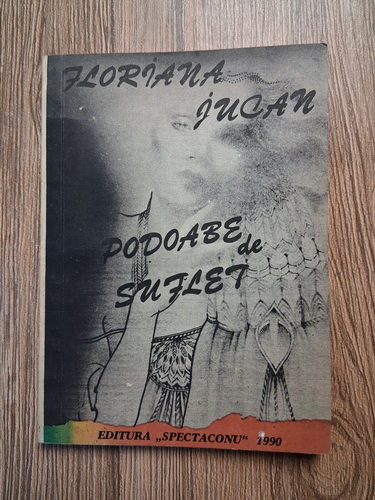 FLORIANA
JUCAN
PODOABE
de
SUFLET
EDITURA „SPECTACONU“ 1990